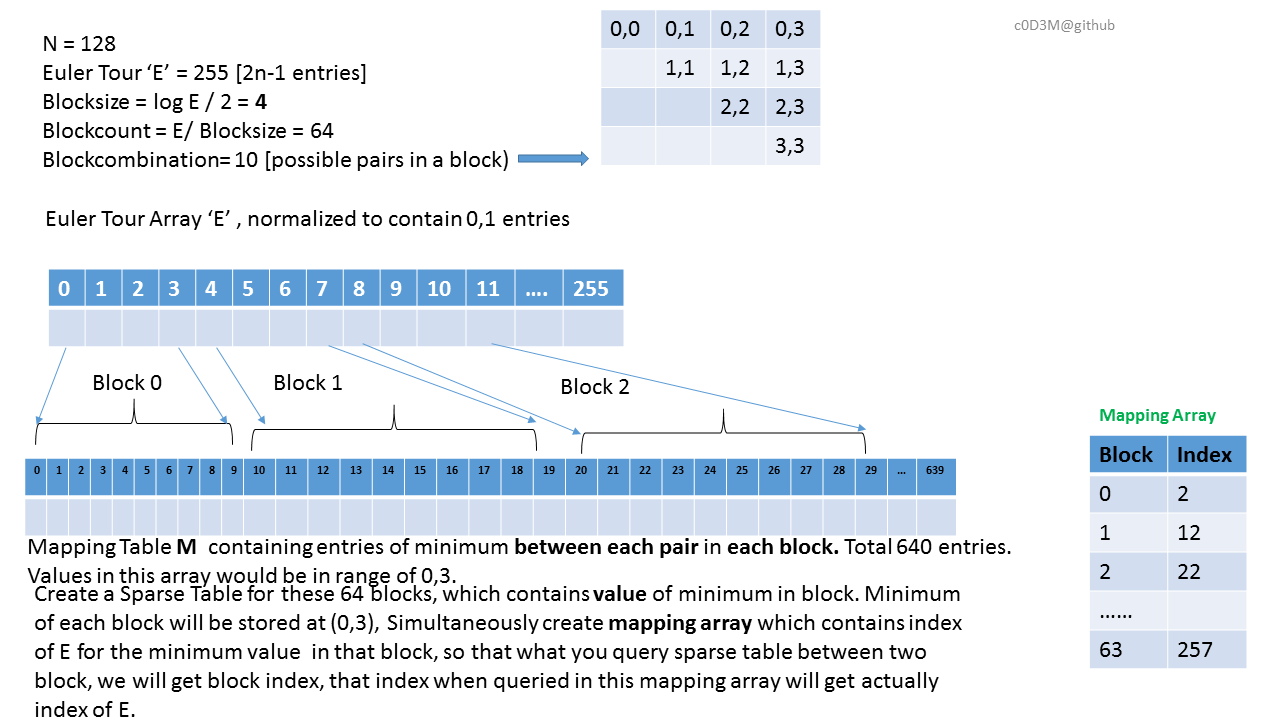 c0D3M@github
N = 128
Euler Tour ‘E’ = 255 [2n-1 entries]
Blocksize = log E / 2 = 4
Blockcount = E/ Blocksize = 64
Blockcombination= 10 [possible pairs in a block)
0,0 0,1 0,2 0,3
1,1 1,2 1,3
2,2 2,3
3,3
Euler Tour Array ‘E’ , normalized to contain 0,1 entries
0 1 2 3 4 5 6 7 8 9 10 11 .... 255
Block 0 Block 1 Block 2
0 1 2 3 4 5 6 7 8 9 10 11 12 13 14 15 16 17 18 19 20 21 22 23 24 25 26 27 28 29 ... 639
Mapping Table M containing entries of minimum between each pair in each block. Total 640 entries.
Values in this array would be in range of 0,3.
Create a Sparse Table for these 64 blocks, which contains value of minimum in block. Minimum
of each block will be stored at (0,3), Simultaneously create mapping array which contains index
of E for the minimum value in that block, so that what you query sparse table between two
block, we will get block index, that index when queried in this mapping array will get actually
index of E.
Mapping Array
Block Index
0 2
1 12
2 22
......
63 257